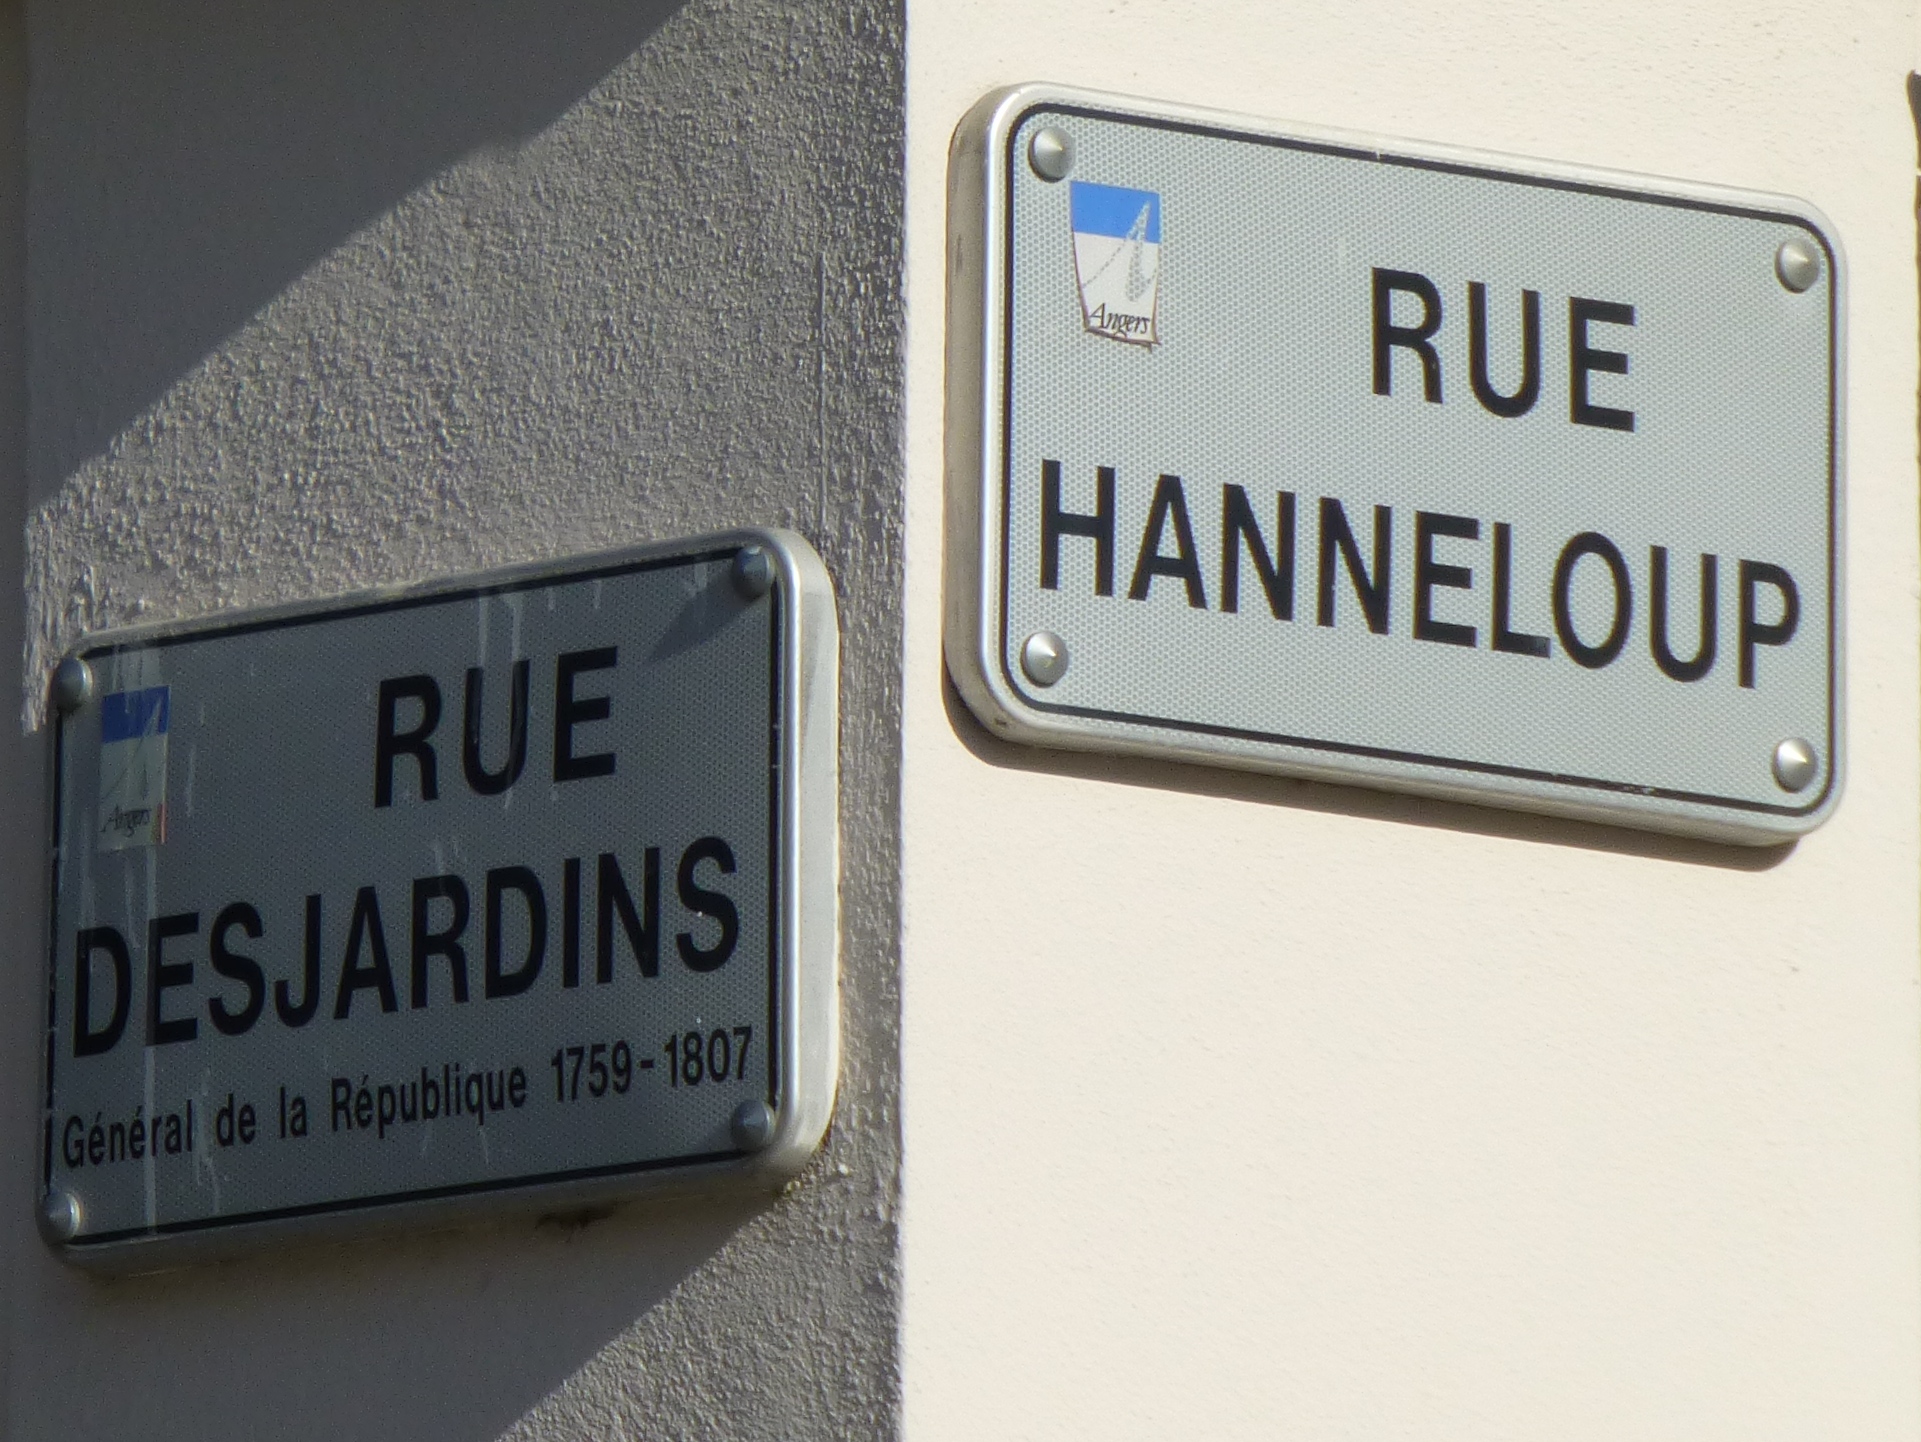 Angers
RUE
HANNELOUP
Angers
RUE
DESJARDINS
Général de la République 1759-1807